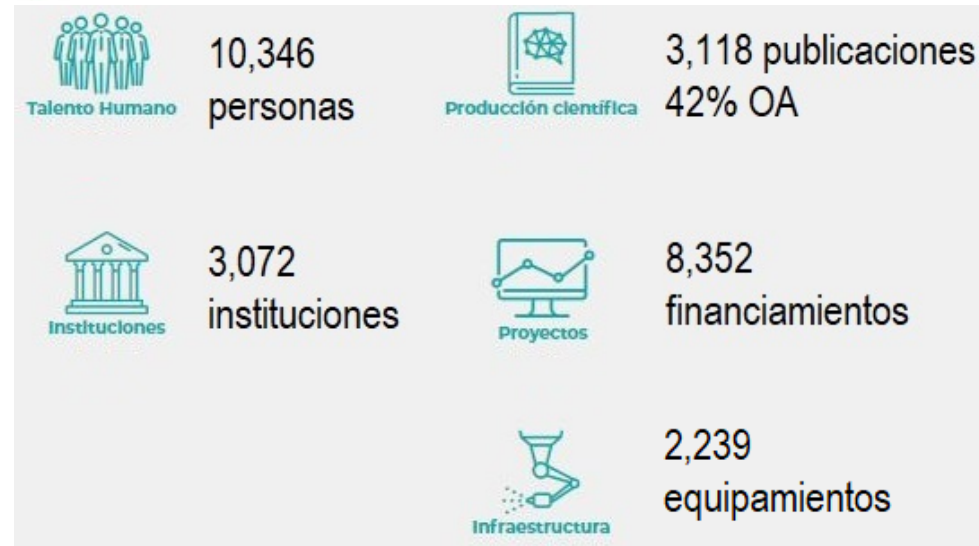 Talento Humano
10,346
personas
Producción científica
3,118 publicaciones
42% OA
Instituciones
3,072
instituciones
Proyectos
8,352
financiamientos
Infraestructura
2,239
equipamientos